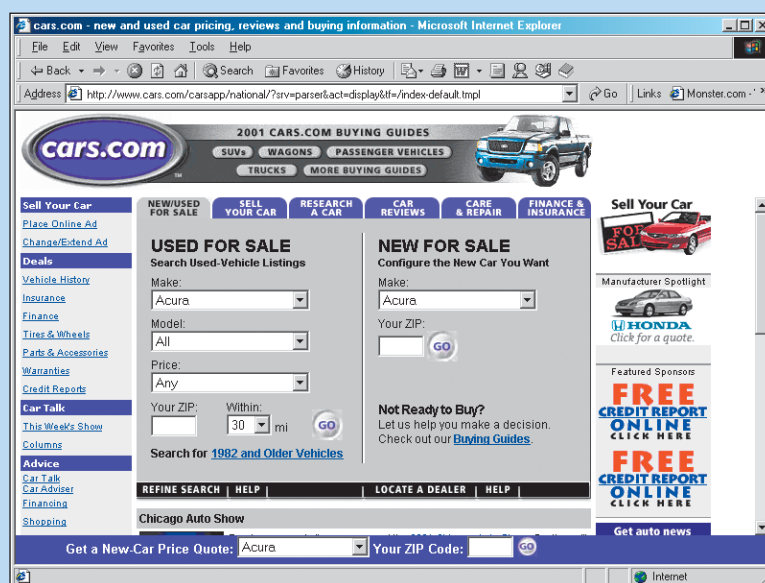 cars.com - new and used car pricing, reviews and buying information - Microsoft Internet Explorer
File Edit View Favorites Tools Help
Back Search Favorites History
Address http://www.cars.com/carsapp/national/?srv=parser&act=display&tf=/index-default.tmpl Go Links Monster.com
cars.com
2001 CARS.COM BUYING GUIDES
SUVs WAGONS PASSENGER VEHICLES
TRUCKS MORE BUYING GUIDES
Sell Your Car
Place Online Ad
Change/Extend Ad
Deals
Vehicle History
Insurance
Finance
Tires & Wheels
Parts & Accessories
Warranties
Credit Reports
Car Talk
This Week's Show
Columns
Advice
Car Talk
Car Adviser
Financing
Shopping
NEW/USED FOR SALE
SELL YOUR CAR
RESEARCH A CAR
CAR REVIEWS
CARE & REPAIR
FINANCE & INSURANCE
USED FOR SALE
Search Used-Vehicle Listings
Make:
Acura
Model:
All
Price:
Any
Your ZIP: Within:
30 mi GO
Search for 1982 and Older Vehicles
NEW FOR SALE
Configure the New Car You Want
Make:
Acura
Your ZIP:
GO
Not Ready to Buy?
Let us help you make a decision.
Check out our Buying Guides.
REFINE SEARCH | HELP | | LOCATE A DEALER | HELP |
Chicago Auto Show
Sell Your Car
FOR SALE
Manufacturer Spotlight
HONDA
Click for a quote.
Featured Sponsors
FREE
CREDIT REPORT
ONLINE
CLICK HERE
FREE
CREDIT REPORT
ONLINE
CLICK HERE
Get auto news
Get a New-Car Price Quote: Acura Your ZIP Code: GO
Internet